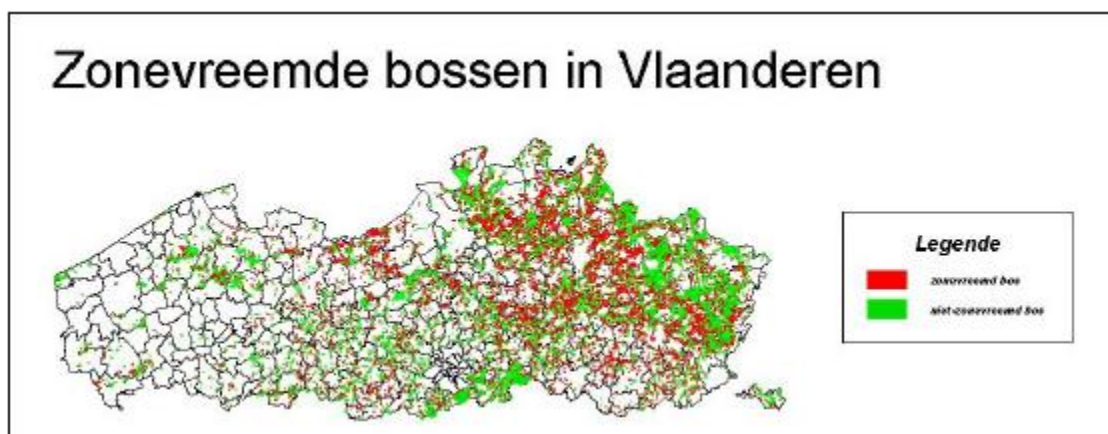 Zonevreemde bossen in Vlaanderen
Legende
zonevreemd bos
niet-zonevreemd bos